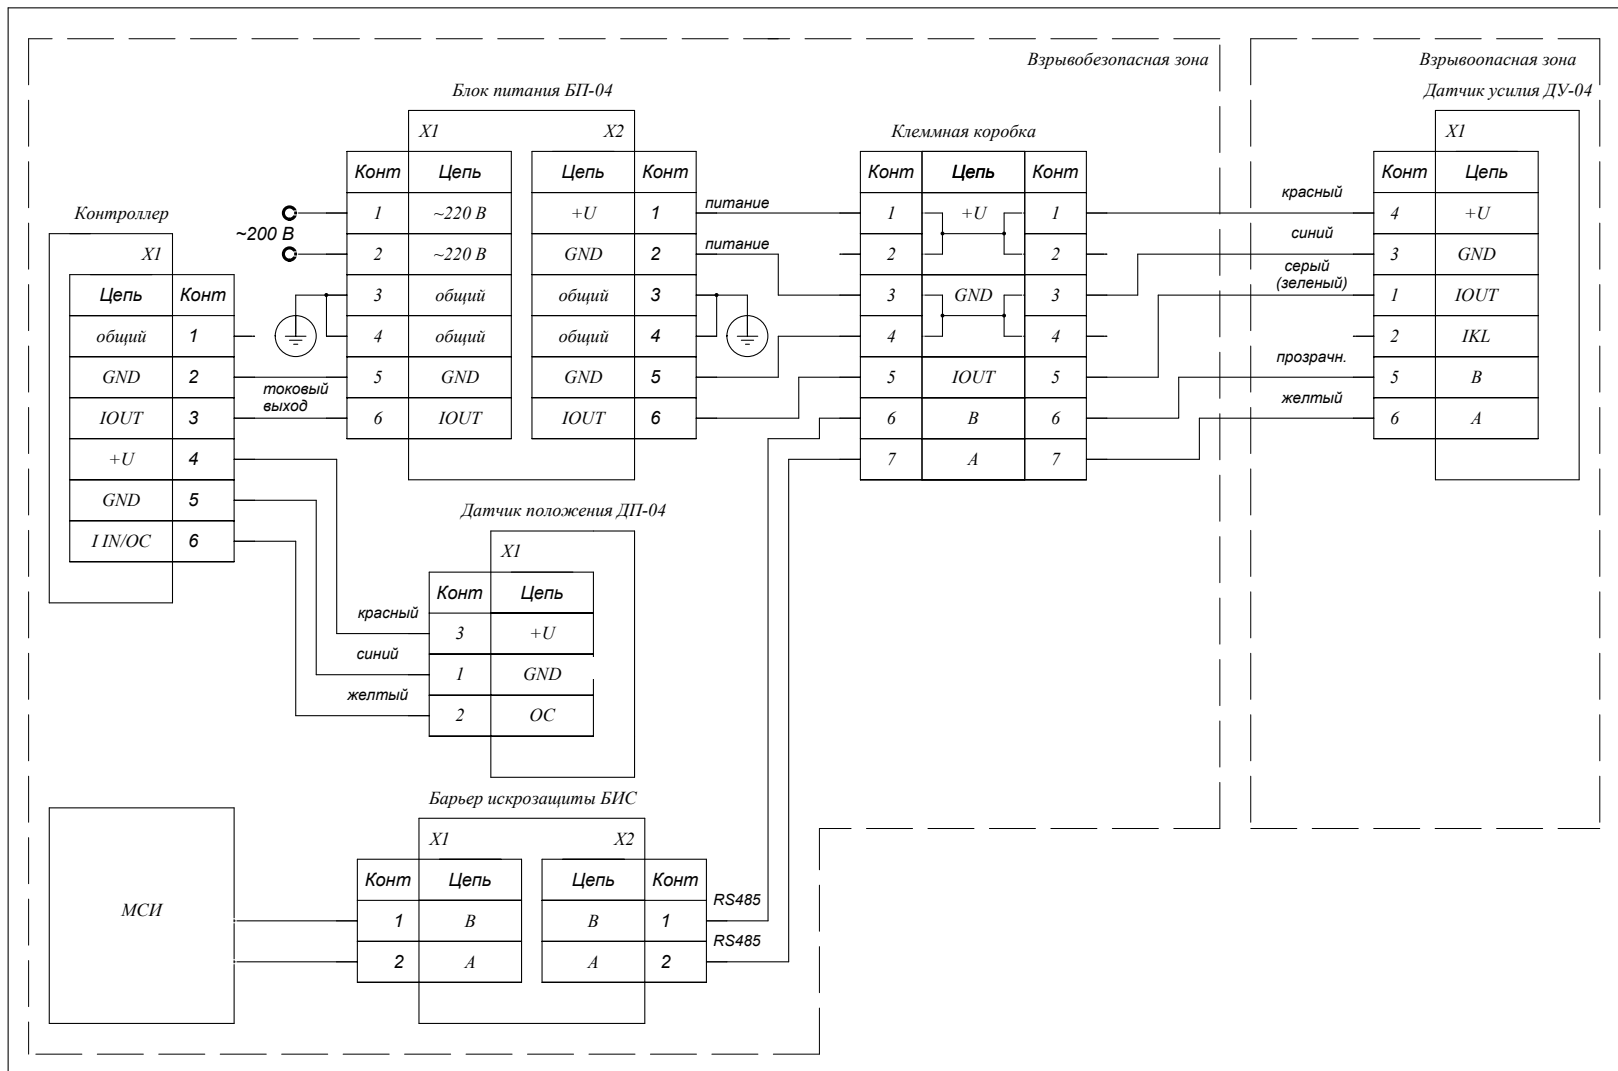 Взрывобезопасная зона
Взрывоопасная зона
Блок питания БП-04
Датчик усилия ДУ-04
X1 X2
Клеммная коробка
X1
Конт Цепь Цепь Конт
Конт Цепь Конт
Конт Цепь
Контроллер
~200 В
1 ~220 В +U 1 питание
1 +U 1
красный 4 +U
2 ~220 В GND 2 питание
2 2
синий 3 GND
X1
Цепь Конт
3 общий общий 3
3 GND 3
серый
(зеленый)
1 IOUT
общий 1
4 общий общий 4
4 4
2 IKL
GND 2
токовый
выход
5 GND GND 5
5 IOUT 5
прозрачн. 5 B
IOUT 3
6 IOUT IOUT 6
6 B 6
желтый 6 A
+U 4
7 A 7
GND 5
I IN/OC 6
Датчик положения ДП-04
X1
Конт Цепь
красный 3 +U
синий 1 GND
желтый 2 OC
Барьер искрозащиты БИС
X1 X2
Конт Цепь Цепь Конт
МСИ
1 B B 1 RS485
2 A A 2 RS485